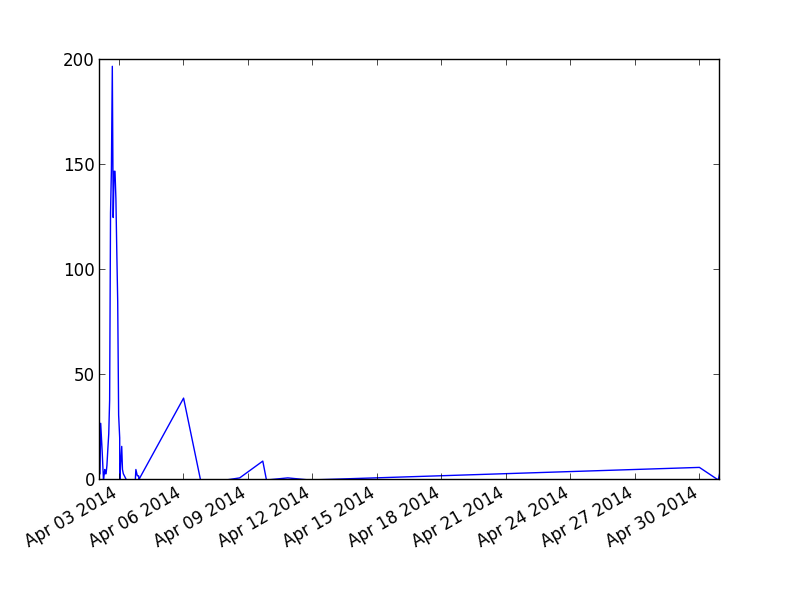 200
150
100
50
0
Apr 03 2014
Apr 06 2014
Apr 09 2014
Apr 12 2014
Apr 15 2014
Apr 18 2014
Apr 21 2014
Apr 24 2014
Apr 27 2014
Apr 30 2014